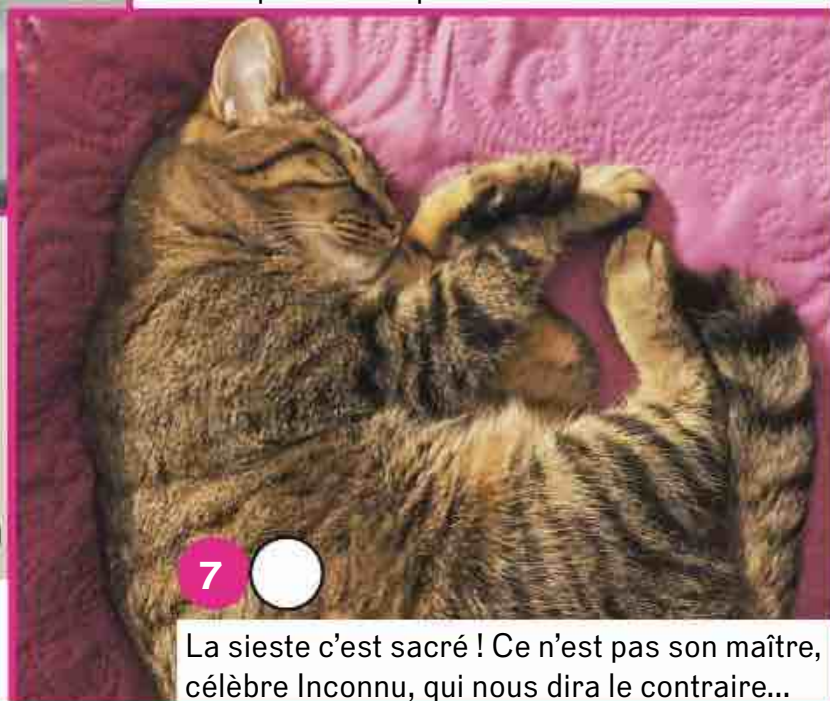 7
La sieste c'est sacré ! Ce n'est pas son maître,
célèbre Inconnu, qui nous dira le contraire...